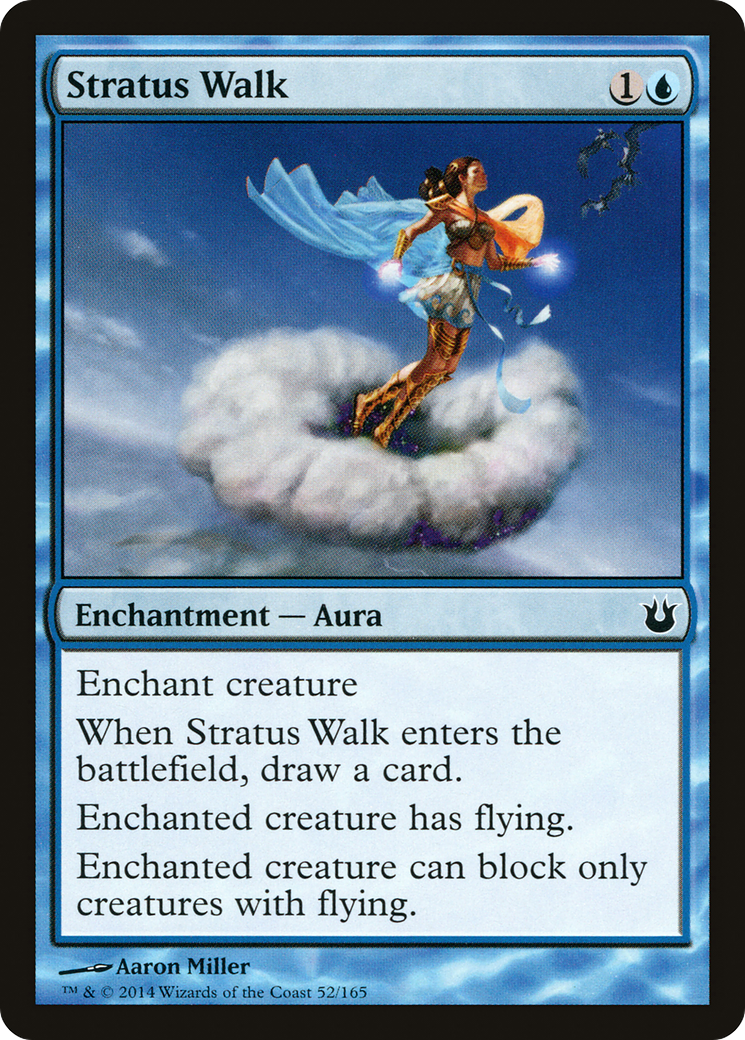 Stratus Walk 1
Enchantment — Aura
Enchant creature
When Stratus Walk enters the
battlefield, draw a card.
Enchanted creature has flying.
Enchanted creature can block only
creatures with flying.
Aaron Miller
™ & © 2014 Wizards of the Coast 52/165